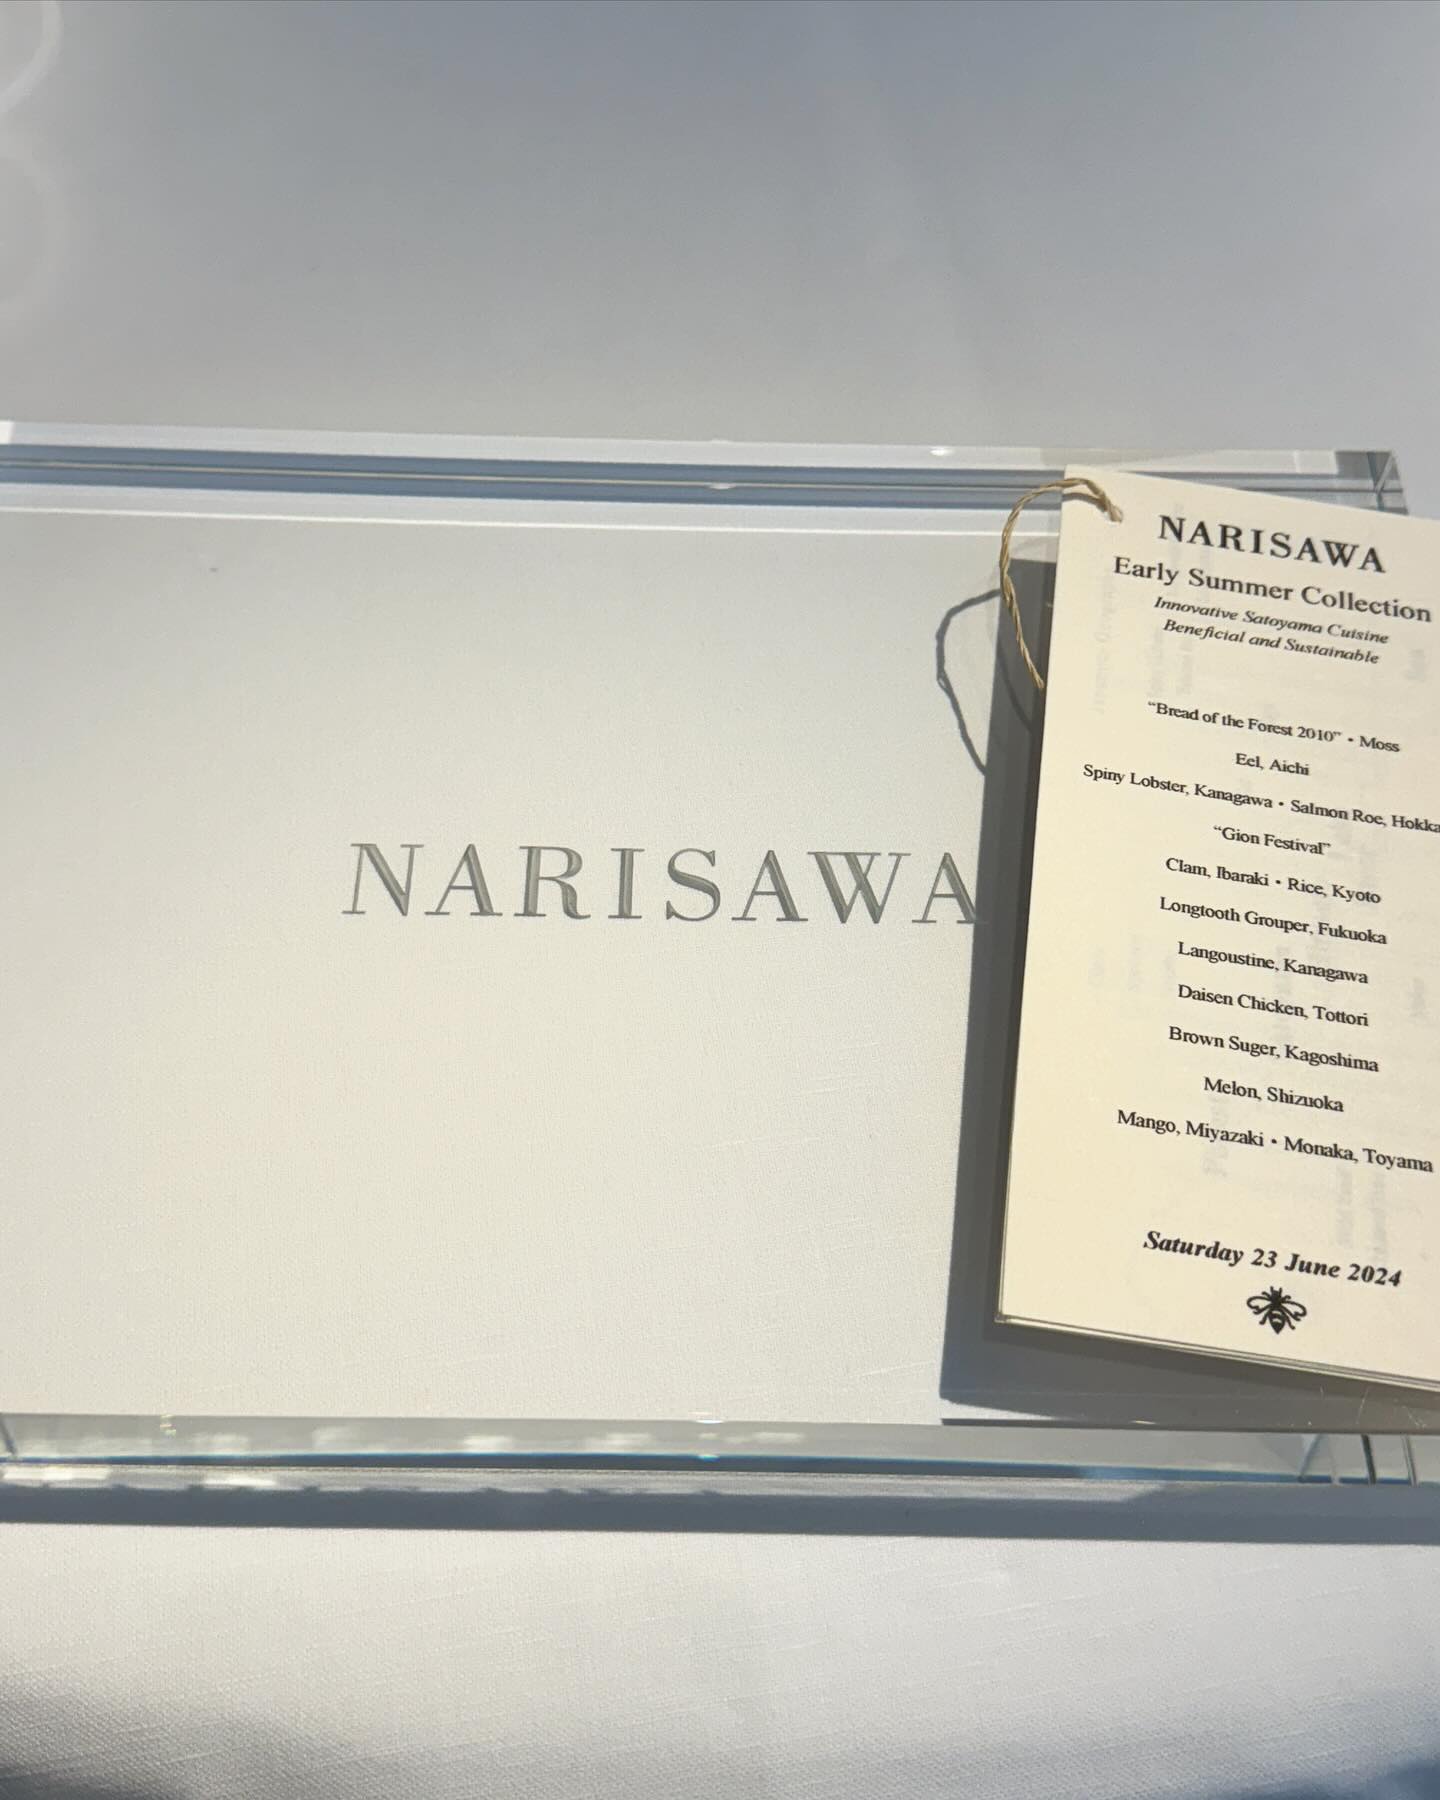 NARISAWA
NARISAWA
Early Summer Collection
Innovative Satoyama Cuisine
Beneficial and Sustainable
“Bread of the Forest 2010” • Moss
Eel, Aichi
Spiny Lobster, Kanagawa • Salmon Roe, Hokka
“Gion Festival”
Clam, Ibaraki • Rice, Kyoto
Longtooth Grouper, Fukuoka
Langoustine, Kanagawa
Daisen Chicken, Tottori
Brown Suger, Kagoshima
Melon, Shizuoka
Mango, Miyazaki • Monaka, Toyama
Saturday 23 June 2024